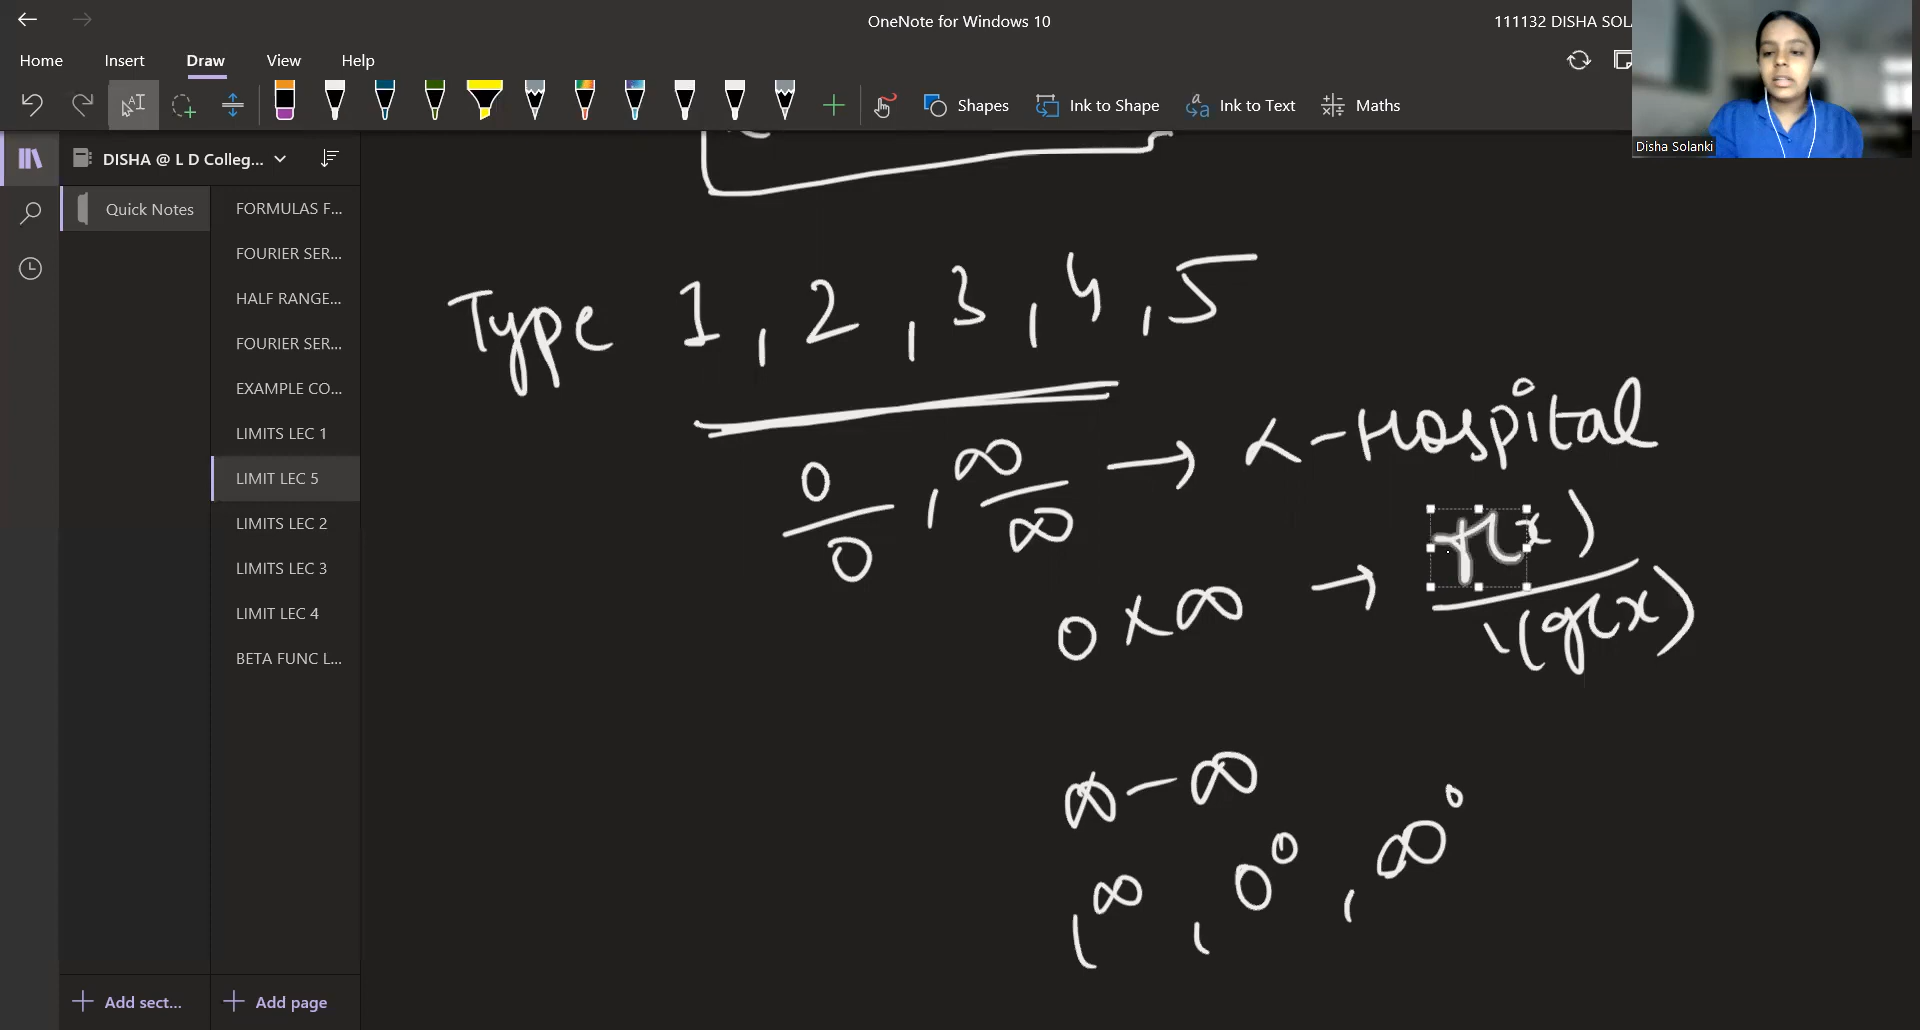 OneNote for Windows 10
111132 DISHA SOL
Home Insert Draw View Help
Shapes Ink to Shape Ink to Text Maths
Disha Solanki
DISHA @ L D Colleg...
Quick Notes
FORMULAS F...
FOURIER SER...
HALF RANGE...
FOURIER SER...
EXAMPLE CO...
LIMITS LEC 1
LIMIT LEC 5
LIMITS LEC 2
LIMITS LEC 3
LIMIT LEC 4
BETA FUNC L...
Add sect...
Add page
Type 1, 2, 3, 4, 5
0/0, ∞/∞ → L-Hospital
0 × ∞ → f(x) / 1(g(x)
∞ - ∞
1^∞, 0^0, ∞^0